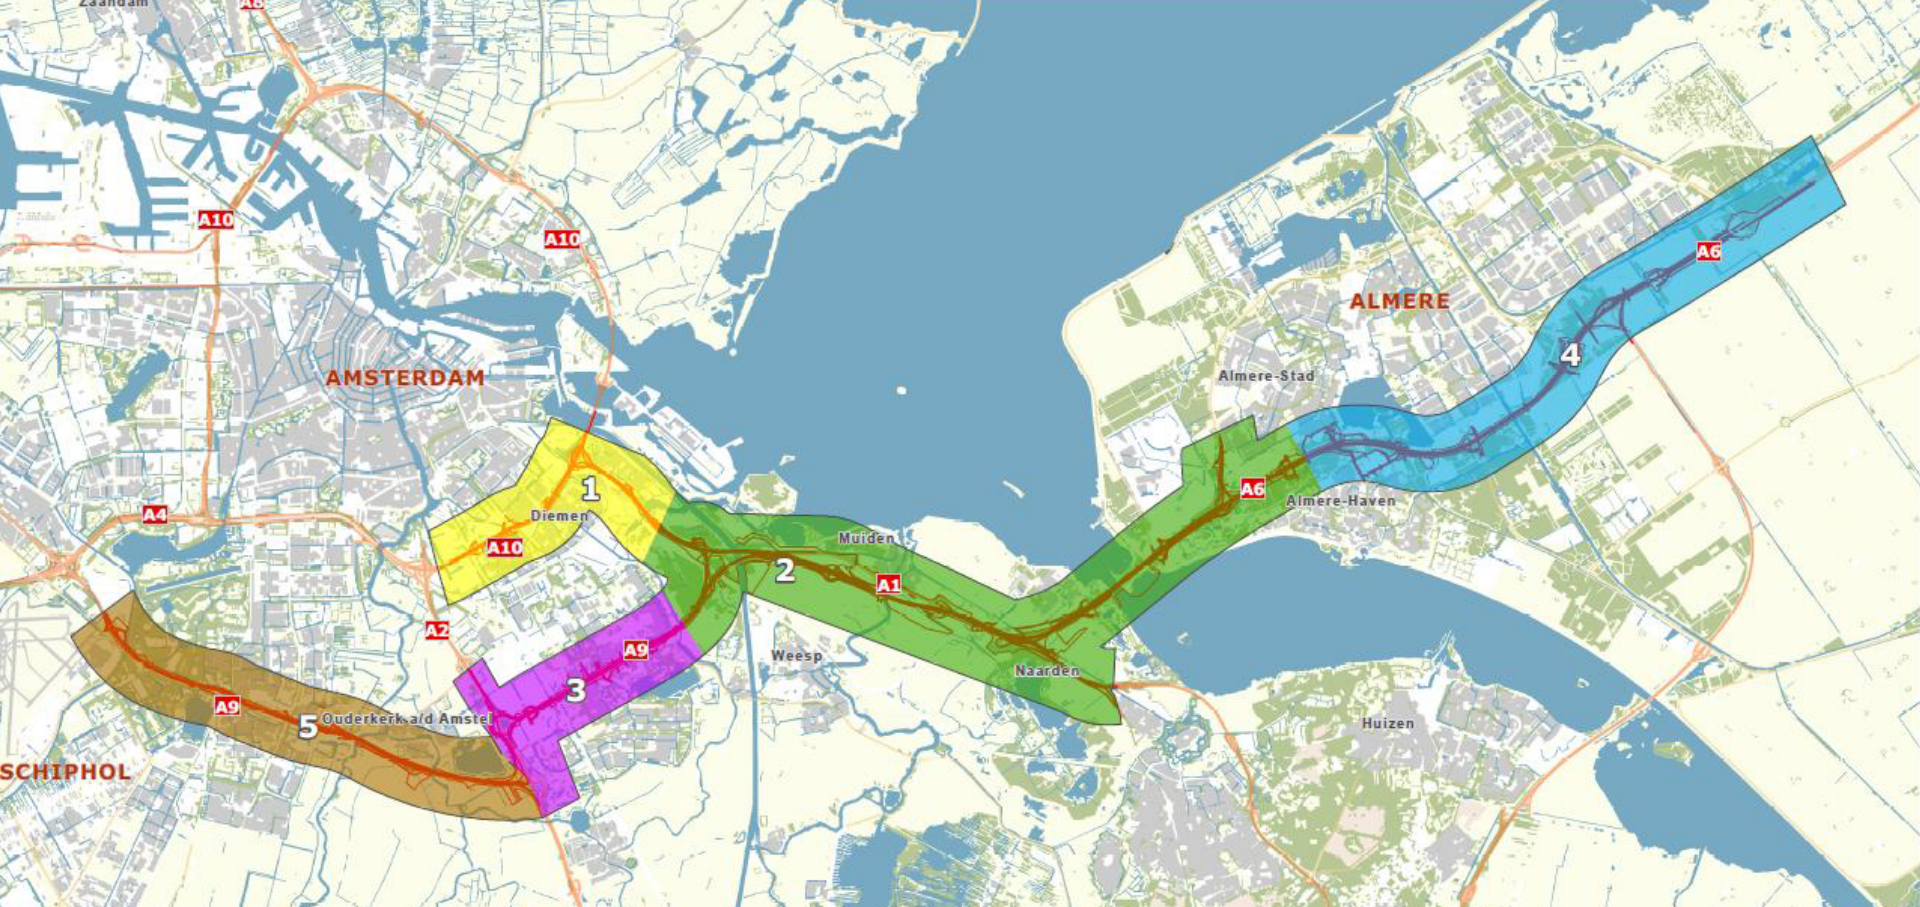 Zaandam
A8
A10
A10
A6
ALMERE
4
Almere-Stad
AMSTERDAM
1
A6
Almere-Haven
A4
Diemen
Muiden
A10
2
A1
A2
A9
Weesp
Naarden
3
A9
5
Ouderkerk a/d Amstel
Huizen
SCHIPHOL